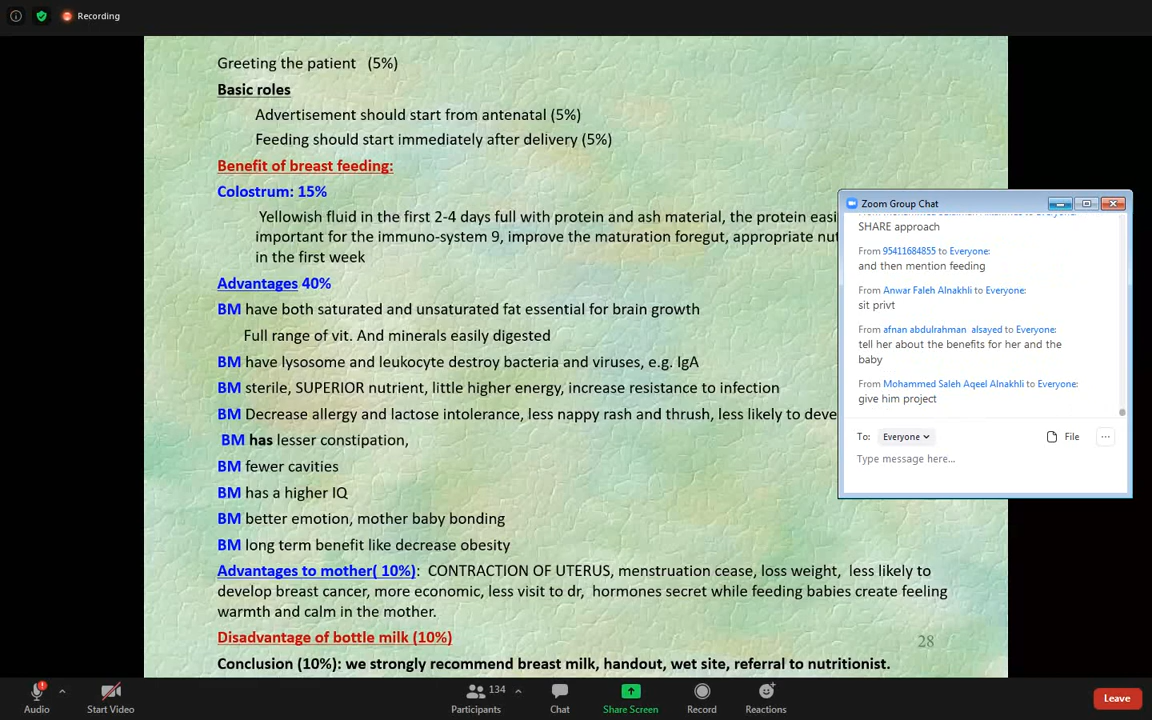 Recording
Greeting the patient   (5%)
Basic roles
Advertisement should start from antenatal (5%)
Feeding should start immediately after delivery (5%)
Benefit of breast feeding:
Colostrum: 15%
Yellowish fluid in the first 2-4 days full with protein and ash material, the protein easi
important for the immuno-system 9, improve the maturation foregut, appropriate nut
in the first week
Advantages 40%
BM have both saturated and unsaturated fat essential for brain growth
Full range of vit. And minerals easily digested
BM have lysosome and leukocyte destroy bacteria and viruses, e.g. IgA
BM sterile, SUPERIOR nutrient, little higher energy, increase resistance to infection
BM Decrease allergy and lactose intolerance, less nappy rash and thrush, less likely to deve
BM has lesser constipation,
BM fewer cavities
BM has a higher IQ
BM better emotion, mother baby bonding
BM long term benefit like decrease obesity
Advantages to mother( 10%):  CONTRACTION OF UTERUS, menstruation cease, loss weight,  less likely to
develop breast cancer, more economic, less visit to dr,  hormones secret while feeding babies create feeling
warmth and calm in the mother.
Disadvantage of bottle milk (10%)
28
Conclusion (10%): we strongly recommend breast milk, handout, wet site, referral to nutritionist.
Zoom Group Chat
SHARE approach
From 95411684855 to Everyone:
and then mention feeding
From Anwar Faleh Alnakhli to Everyone:
sit privt
From afnan abdulrahman  alsayed to Everyone:
tell her about the benefits for her and the
baby
From Mohammed Saleh Aqeel Alnakhli to Everyone:
give him project
To: Everyone File
Type message here...
Audio
Start Video
134
Participants
Chat
Share Screen
Record
Reactions
Leave